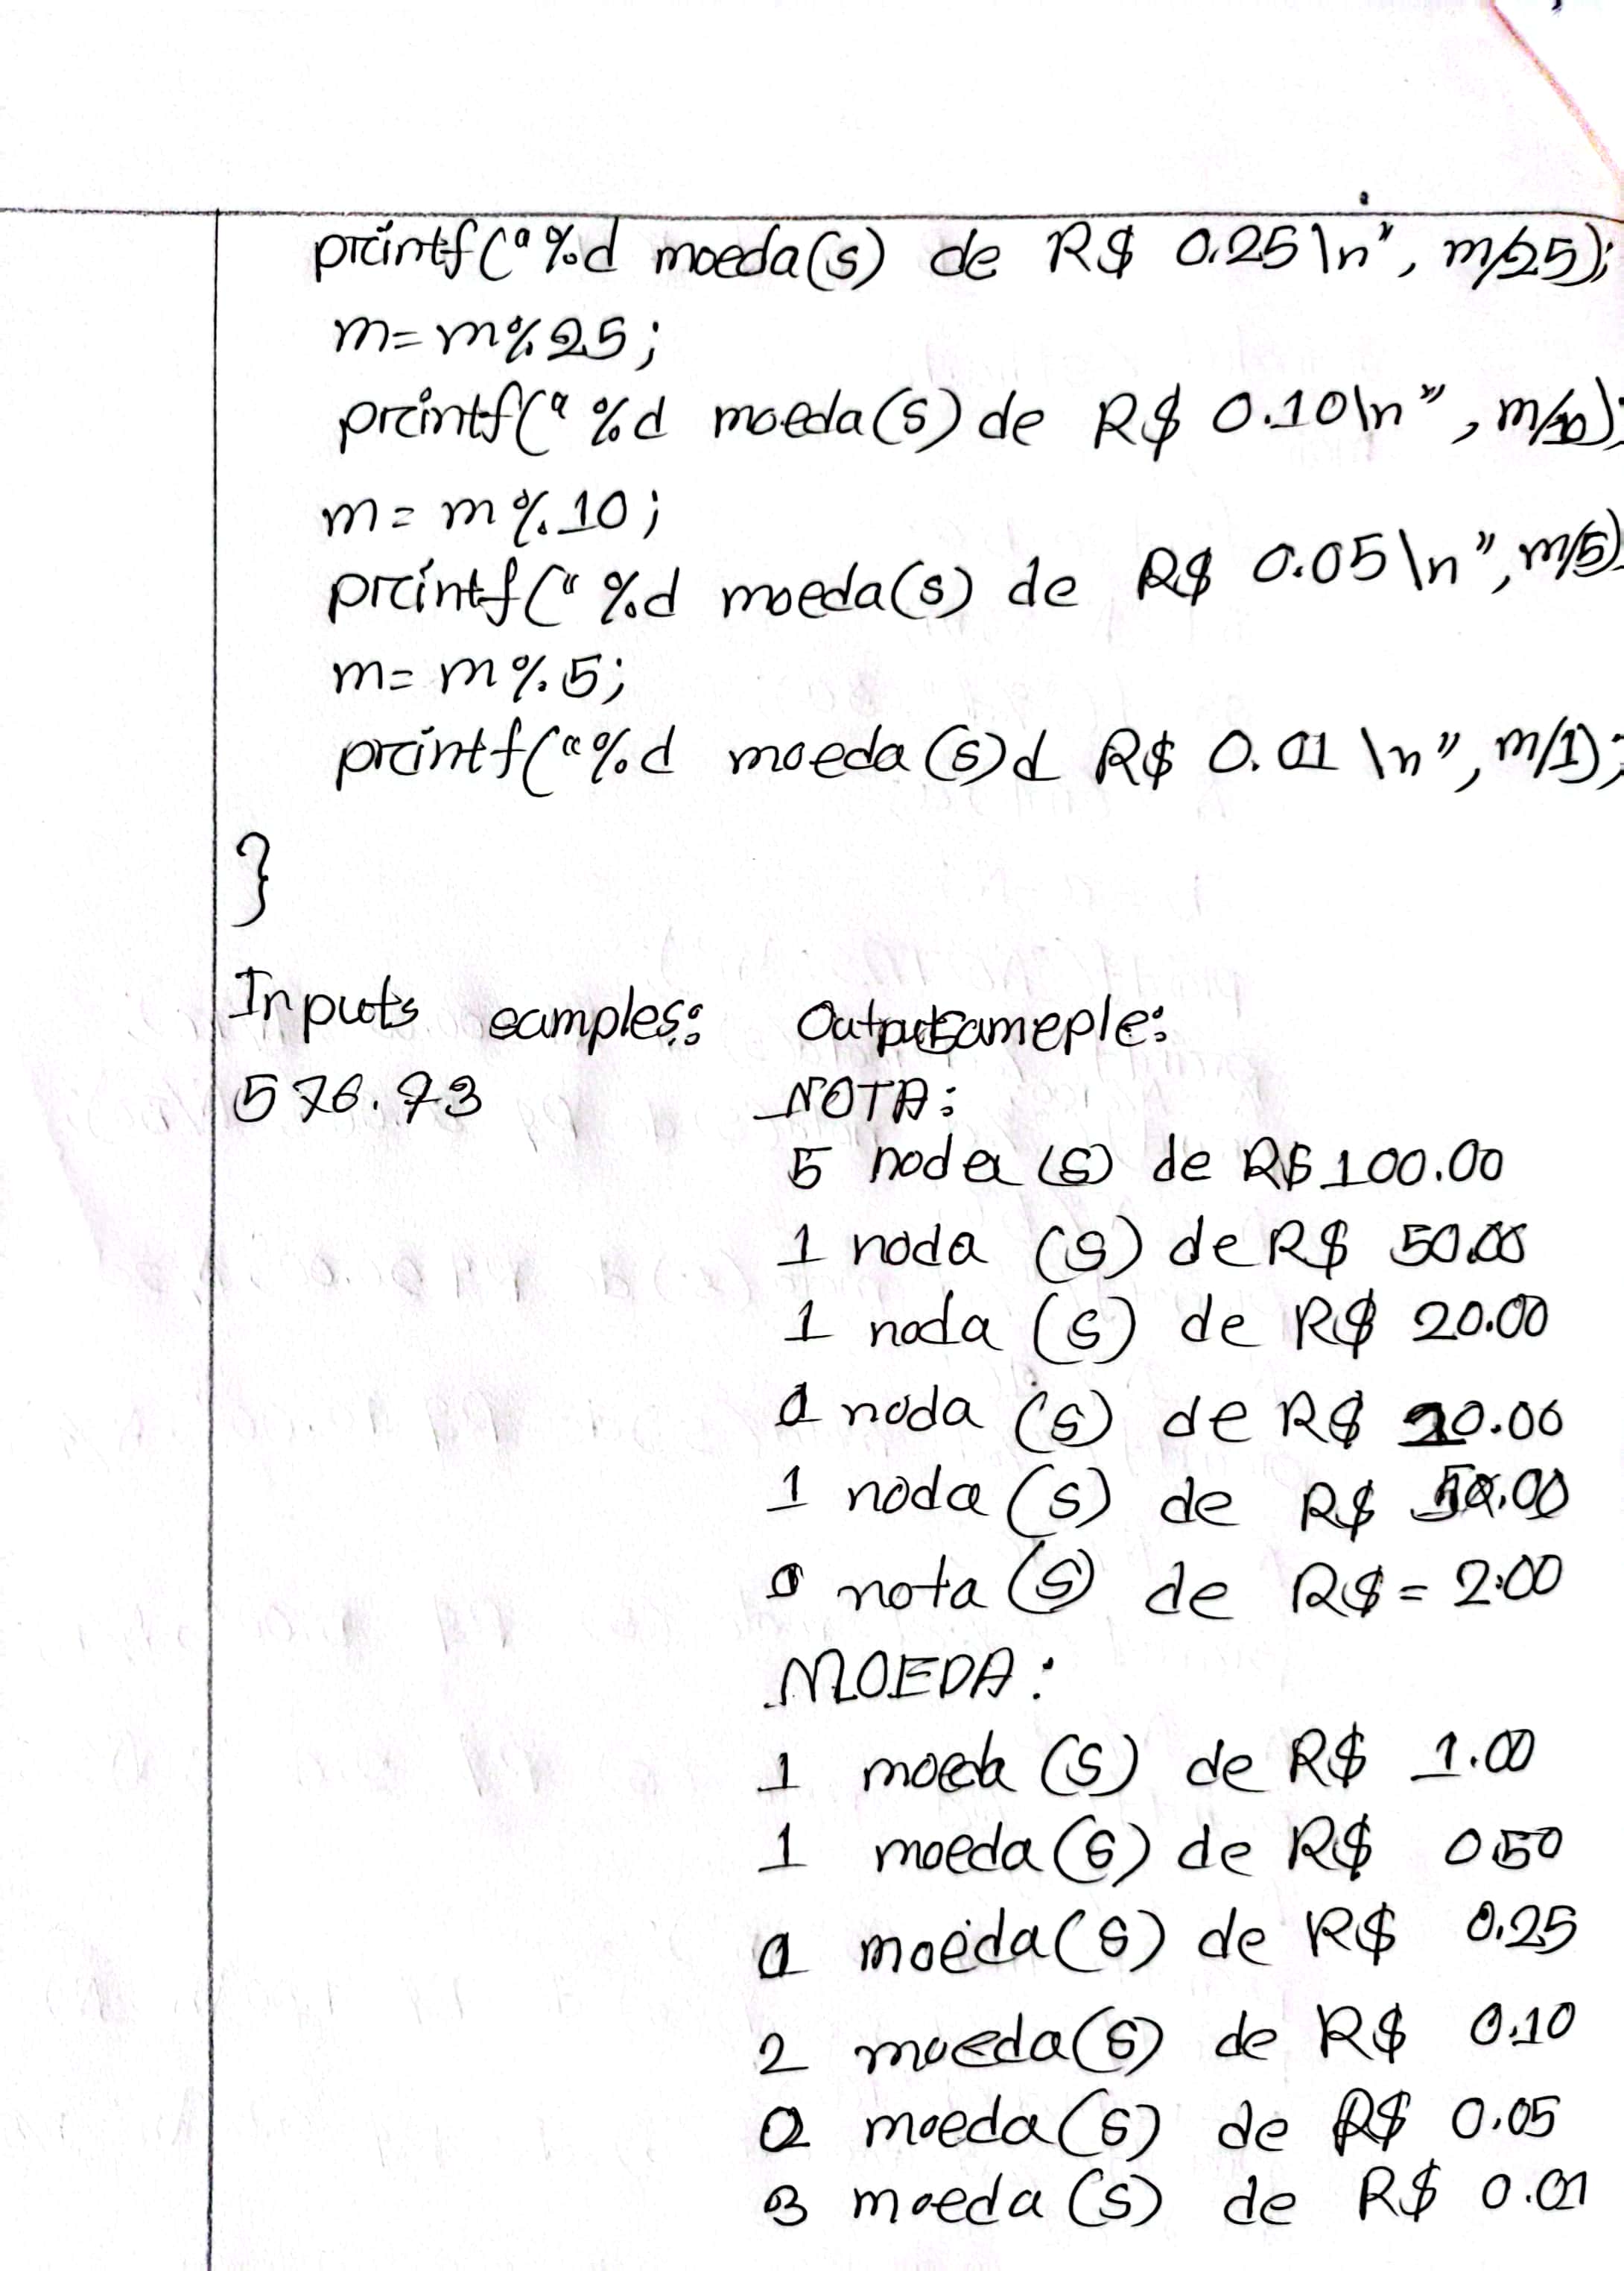 printf("%d moeda(s) de R$ 0.25\n", m/25);
m=m%25;
printf("%d moeda(s) de R$ 0.10\n", m/10);
m=m%10;
printf("%d moeda(s) de R$ 0.05\n", m/5)
m=m%5;
printf("%d moeda(s)d R$ 0.01 \n", m/1);
}
Inputs samples: Outputsameple:
576.73 NOTA:
5 noda (s) de R$ 100.00
1 noda (s) de R$ 50.00
1 noda (s) de R$ 20.00
0 noda (s) de R$ 10.00
1 noda (s) de R$
0 nota (s) de R$ = 2.00
MOEDA:
1 moeda (s) de R$ 1.00
1 moeda(s) de R$ 0.50
0 moeda(s) de R$ 0.25
2 moeda(s) de R$ 0.10
0 moeda(s) de R$ 0.05
3 moeda(s) de R$ 0.01